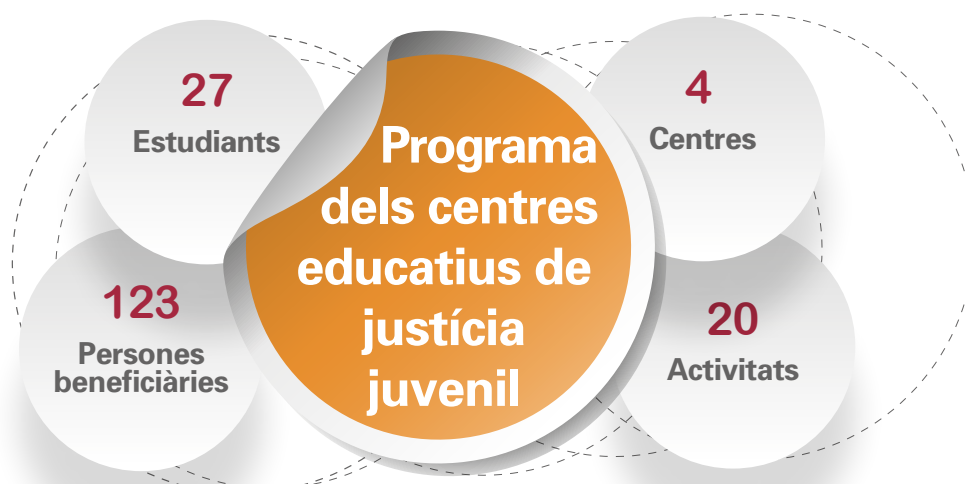 27
Estudiants
123
Persones
beneficiàries
Programa
dels centres
educatius de
justícia
juvenil
4
Centres
20
Activitats